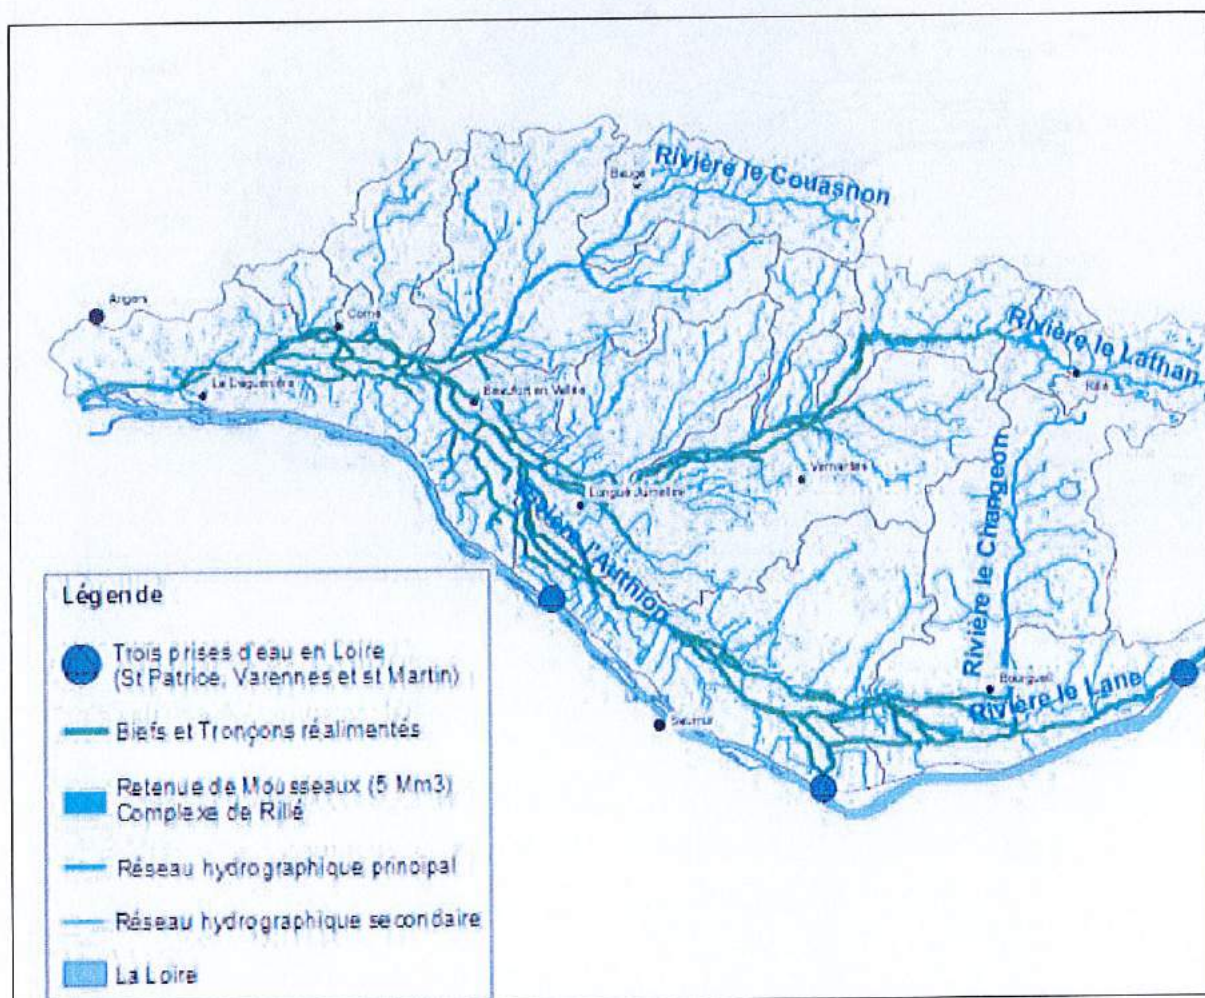 Rivière le Couasnon
Baugé
Angers
Corné
Rivière le Lathan
La Daguenière
Rillé
Beaufort en Vallée
Vernantes
Longué Jumelles
Rivière le Changeon
l'Authion
Bourgueil
Rivière le Lane
Saumur
Légende
Trois prises d'eau en Loire
(St Patrice, Varennes et st Martin)
Biefs et Tronçons réalimentés
Retenue de Mousseaux (5 Mm3)
Complexe de Rillé
Réseau hydrographique principal
Réseau hydrographique secondaire
La Loire